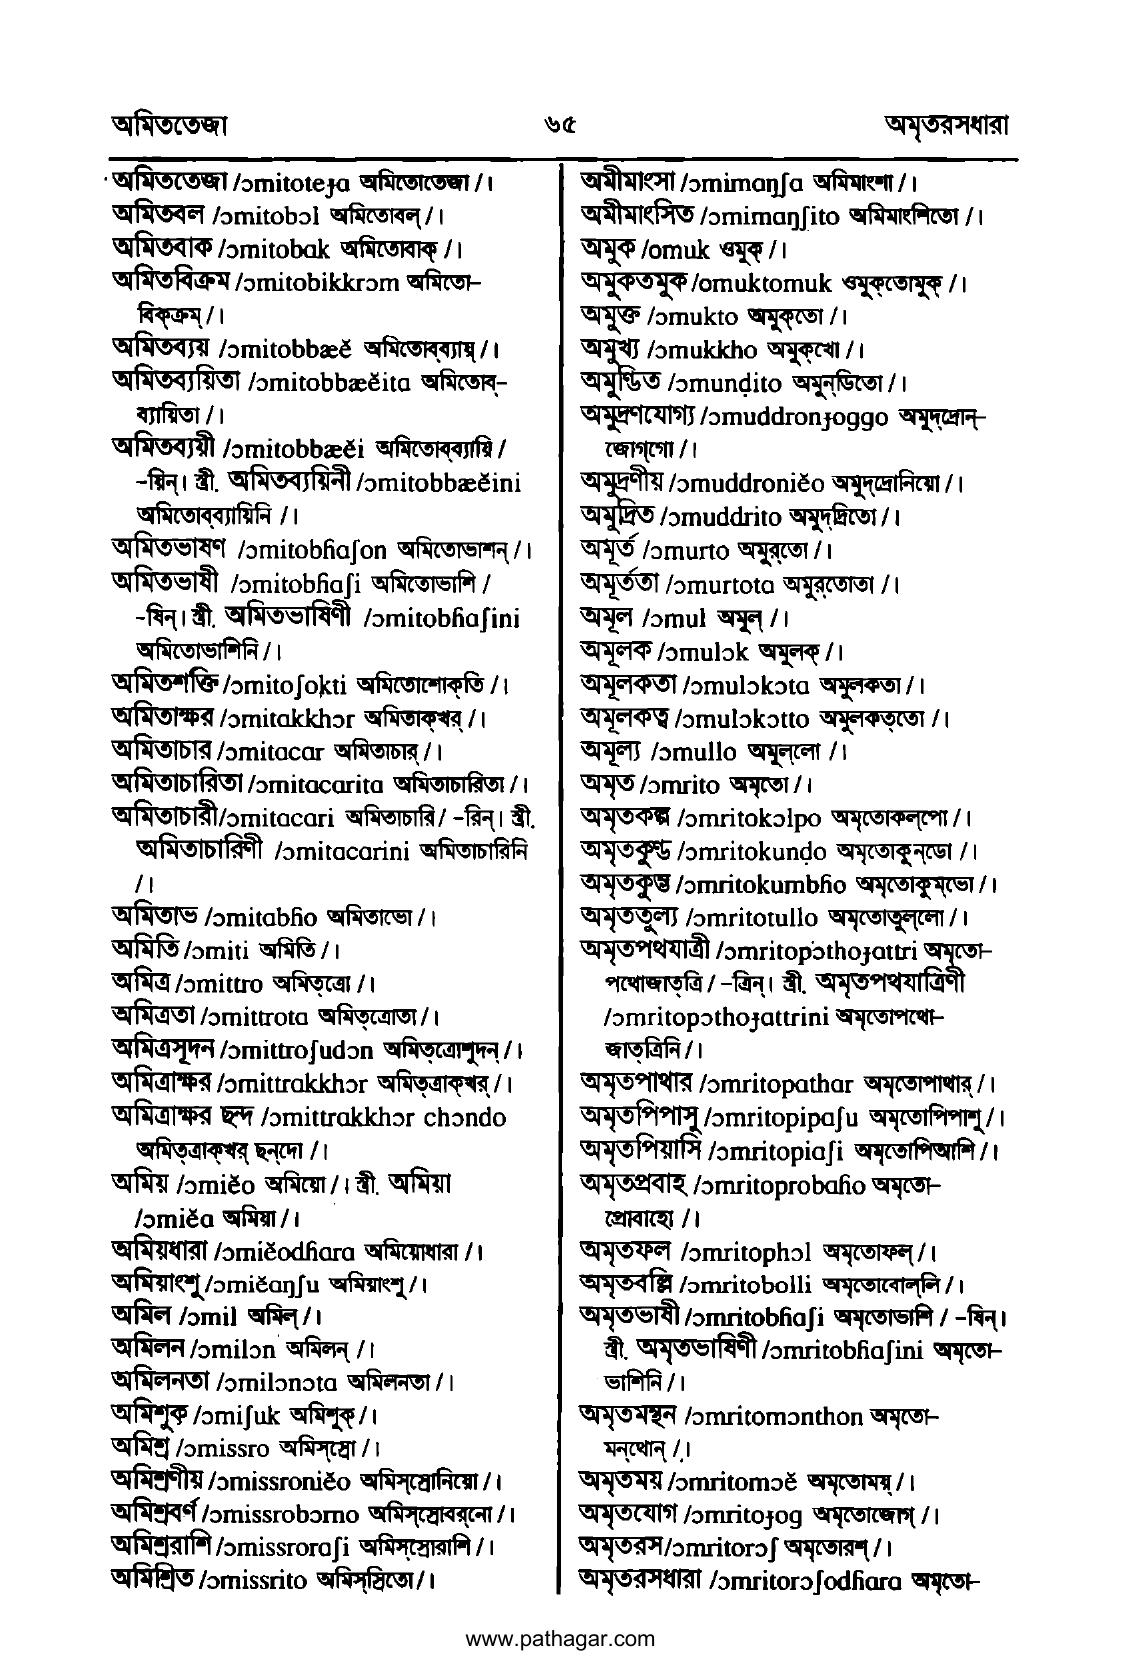 অমিততেজা ৬৫ অমৃতরসধারা
অমিততেজা /ɔmitoteɟa অমিতোতেজা / ।
অমিতবল /ɔmitobɔl অমিতোবল্ / ।
অমিতবাক /ɔmitobak অমিতোবাক্ / ।
অমিতবিক্রম /ɔmitobikkrɔm অমিতো-
বিক্ক্রম্ / ।
অমিতব্যয় /ɔmitobbæĕ অমিতোব্ব্যায়্ / ।
অমিতব্যয়িতা /ɔmitobbæĕita অমিতোব্-
ব্যায়িতা / ।
অমিতব্যয়ী /ɔmitobbæĕi অমিতোব্ব্যায়ি /
-য়িন্। স্ত্রী. অমিতব্যয়িনী /ɔmitobbæĕini
অমিতোব্ব্যায়িনি / ।
অমিতভাষণ /ɔmitobɦaʃon অমিতোভাশন্ / ।
অমিতভাষী /ɔmitobɦaʃi অমিতোভাশি /
-ষিন্। স্ত্রী. অমিতভাষিণী /ɔmitobɦaʃini
অমিতোভাশিনি / ।
অমিতশক্তি /ɔmitoʃokti অমিতোশোক্তি / ।
অমিতাক্ষর /ɔmitakkhɔr অমিতাক্খর্ / ।
অমিতাচার /ɔmitacar অমিতাচার্ / ।
অমিতাচারিতা /ɔmitacarita অমিতাচারিতা / ।
অমিতাচারী /ɔmitacari অমিতাচারি / -রিন্। স্ত্রী.
অমিতাচারিণী /ɔmitacarini অমিতাচারিনি
/ ।
অমিতাভ /ɔmitabɦo অমিতাভো / ।
অমিতি /ɔmiti অমিতি / ।
অমিত্র /ɔmittro অমিত্ত্রো / ।
অমিত্রতা /ɔmittrota অমিত্ত্রোতা / ।
অমিত্রসূদন /ɔmittroʃudɔn অমিত্ত্রোশুদন্ / ।
অমিত্রাক্ষর /ɔmittrakkhɔr অমিত্ত্রাক্খর্ / ।
অমিত্রাক্ষর ছন্দ /ɔmittrakkhɔr chɔndo
অমিত্ত্রাক্খর্ ছন্দো / ।
অমিয় /ɔmiĕo অমিয়ো / । স্ত্রী. অমিয়া
/ɔmiĕa অমিয়া / ।
অমিয়ধারা /ɔmiĕodɦara অমিয়োধারা / ।
অমিয়াংশু /ɔmiĕaŋʃu অমিয়াংশু / ।
অমিল /ɔmil অমিল্ / ।
অমিলন /ɔmilɔn অমিলন্ / ।
অমিলনতা /ɔmilɔnɔta অমিলনতা / ।
অমিশুক /ɔmiʃuk অমিশুক্ / ।
অমিশ্র /ɔmissro অমিস্স্রো / ।
অমিশ্রণীয় /ɔmissroniĕo অমিস্স্রোনিয়ো / ।
অমিশ্রবর্ণ /ɔmissrobɔrno অমিস্স্রোবর্নো / ।
অমিশ্ররাশি /ɔmissroraʃi অমিস্স্রোরাশি / ।
অমিশ্রিত /ɔmissrito অমিস্স্রিতো / ।
অমীমাংসা /ɔmimaŋʃa অমিমাংশা / ।
অমীমাংসিত /ɔmimaŋʃito অমিমাংশিতো / ।
অমুক /omuk ওমুক্ / ।
অমুকতমুক /omuktomuk ওমুক্তোমুক্ / ।
অমুক্ত /ɔmukto অমুক্তো / ।
অমুখ্য /ɔmukkho অমুক্খো / ।
অমুণ্ডিত /ɔmunḍito অমুন্ডিতো / ।
অমুদ্রণযোগ্য /ɔmuddronɟoggo অমুদ্দ্রোন্-
জোগ্গো / ।
অমুদ্রণীয় /ɔmuddroniĕo অমুদ্দ্রোনিয়ো / ।
অমুদ্রিত /ɔmuddrito অমুদ্দ্রিতো / ।
অমূর্ত /ɔmurto অমুর্তো / ।
অমূর্ততা /ɔmurtota অমুর্তোতা / ।
অমূল /ɔmul অমুল্ / ।
অমূলক /ɔmulɔk অমুলক্ / ।
অমূলকতা /ɔmulɔkɔta অমুলকতা / ।
অমূলকত্ব /ɔmulɔkɔtto অমুলকত্তো / ।
অমূল্য /ɔmullo অমুল্লো / ।
অমৃত /ɔmrito অমৃতো / ।
অমৃতকল্প /ɔmritokɔlpo অমৃতোকল্পো / ।
অমৃতকুণ্ড /ɔmritokunḍo অমৃতোকুন্ডো / ।
অমৃতকুম্ভ /ɔmritokumbɦo অমৃতোকুম্ভো / ।
অমৃততুল্য /ɔmritotullo অমৃতোতুল্লো / ।
অমৃতপথযাত্রী /ɔmritopɔthoɟattri অমৃতো-
পথোজাত্ত্রি / -ত্রিন্। স্ত্রী. অমৃতপথযাত্রিণী
/ɔmritopɔthoɟattrini অমৃতোপথো-
জাত্ত্রিনি / ।
অমৃতপাথার /ɔmritopathar অমৃতোপাথার্ / ।
অমৃতপিপাসু /ɔmritopipaʃu অমৃতোপিপাশু / ।
অমৃতপিয়াসি /ɔmritopiaʃi অমৃতোপিআশি / ।
অমৃতপ্রবাহ /ɔmritoprobaɦo অমৃতো-
প্রোবাহো / ।
অমৃতফল /ɔmritophɔl অমৃতোফল্ / ।
অমৃতবল্লি /ɔmritobolli অমৃতোবোল্লি / ।
অমৃতভাষী /ɔmritobɦaʃi অমৃতোভাশি / -ষিন্।
স্ত্রী. অমৃতভাষিণী /ɔmritobɦaʃini অমৃতো-
ভাশিনি / ।
অমৃতমন্থন /ɔmritomɔnthon অমৃতো-
মন্থোন্ / ।
অমৃতময় /ɔmritomɔĕ অমৃতোময়্ / ।
অমৃতযোগ /ɔmritoɟog অমৃতোজোগ্ / ।
অমৃতরস /ɔmritorɔʃ অমৃতোরশ্ / ।
অমৃতরসধারা /ɔmritorɔʃodɦara অমৃতো-
www.pathagar.com